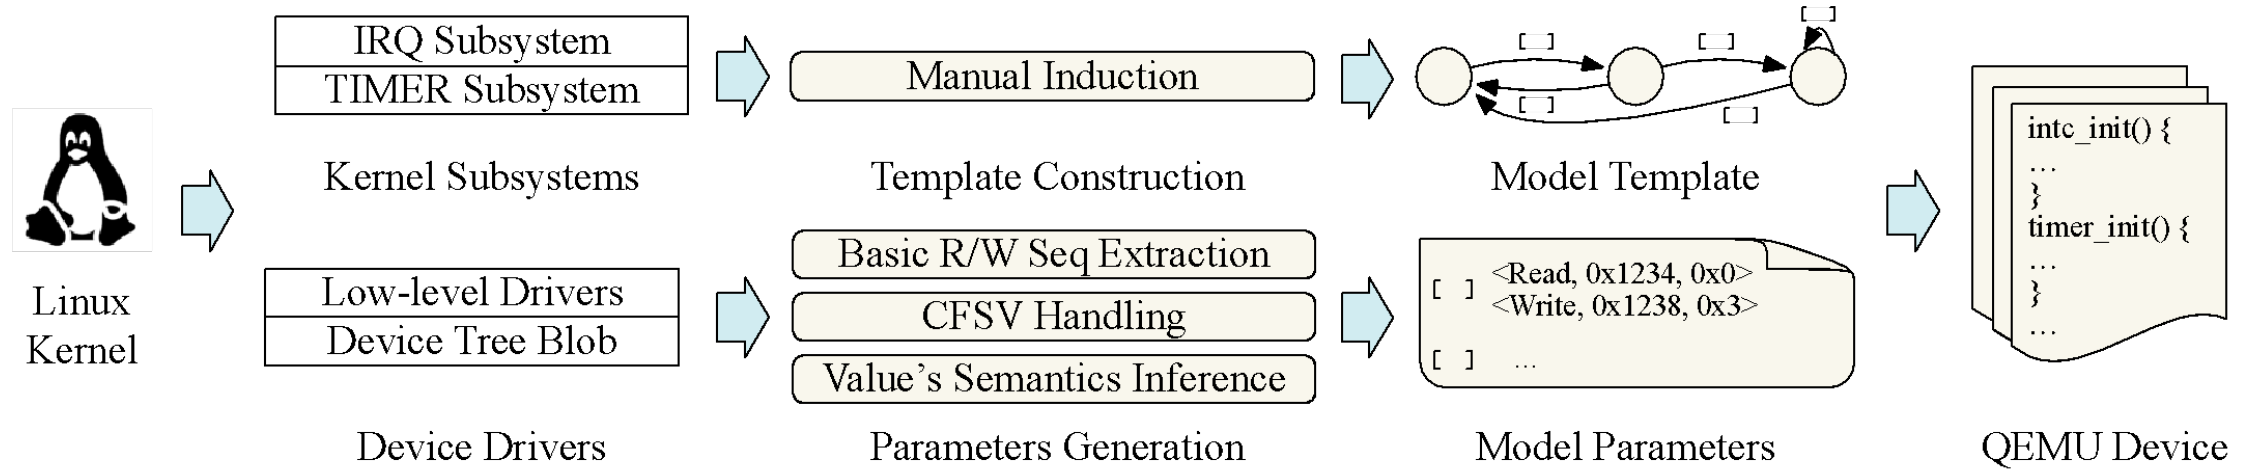 Linux
Kernel
IRQ Subsystem
TIMER Subsystem
Kernel Subsystems
Low-level Drivers
Device Tree Blob
Device Drivers
Manual Induction
Template Construction
Basic R/W Seq Extraction
CFSV Handling
Value's Semantics Inference
Parameters Generation
[ ]
[ ]
[ ]
[ ]
[ ]
Model Template
[ ] <Read, 0x1234, 0x0>
<Write, 0x1238, 0x3>
[ ] ...
Model Parameters
intc_init() {
...
}
timer_init() {
...
}
...
QEMU Device